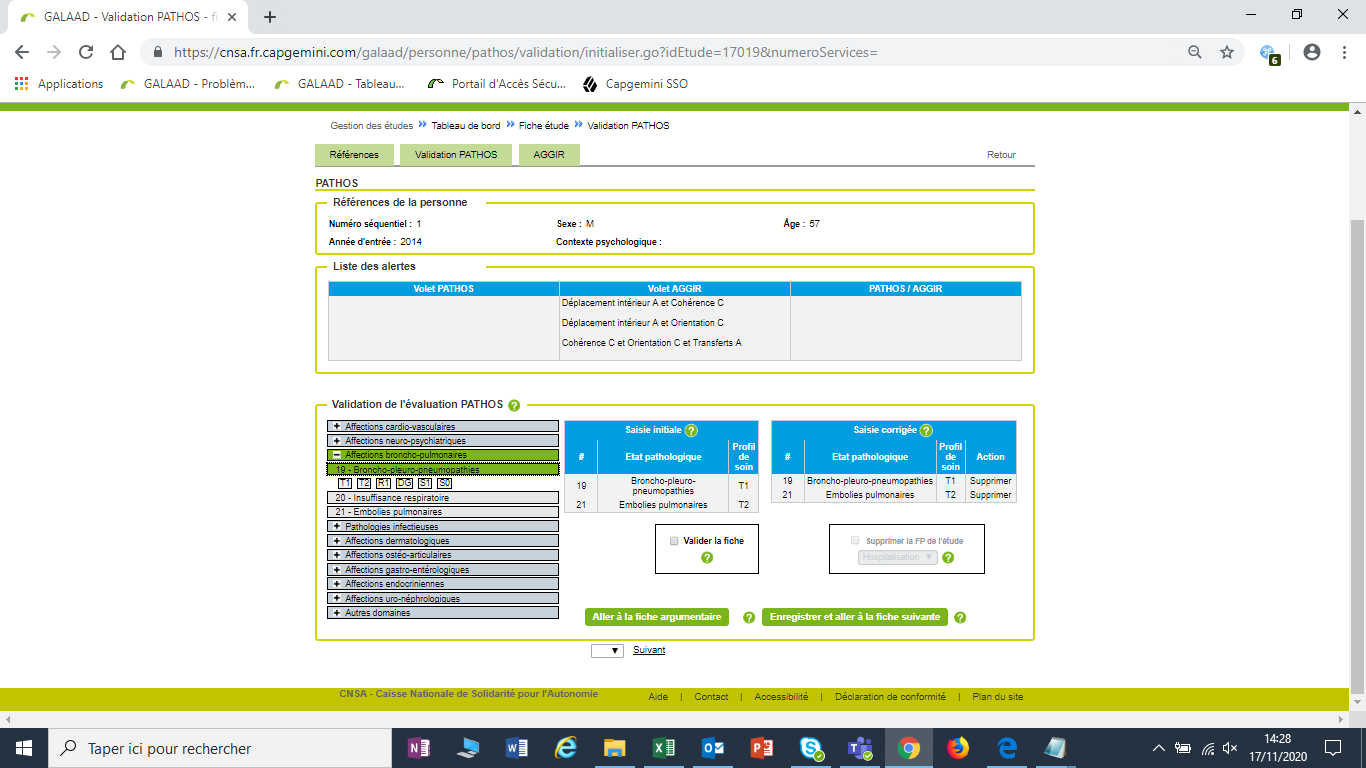 GALAAD - Validation PATHOS - fi
https://cnsa.fr.capgemini.com/galaad/personne/pathos/validation/initialiser.go?idEtude=17019&numeroServices=
6
Applications GALAAD - Problèm... GALAAD - Tableau... Portail d'Accès Sécu... Capgemini SSO
Gestion des études Tableau de bord Fiche étude Validation PATHOS
Références Validation PATHOS AGGIR Retour
PATHOS
Références de la personne
Numéro séquentiel : 1 Sexe : M Âge : 57
Année d'entrée : 2014 Contexte psychologique :
Liste des alertes
Volet PATHOS Volet AGGIR PATHOS / AGGIR
Déplacement intérieur A et Cohérence C
Déplacement intérieur A et Orientation C
Cohérence C et Orientation C et Transferts A
Validation de l'évaluation PATHOS ?
+ Affections cardio-vasculaires
+ Affections neuro-psychiatriques
Affections broncho-pulmonaires
19 - Broncho-pleuro-pneumopathies
T1 T2 R1 DG S1 S0
20 - Insuffisance respiratoire
21 - Embolies pulmonaires
+ Pathologies infectieuses
+ Affections dermatologiques
+ Affections ostéo-articulaires
+ Affections gastro-entérologiques
+ Affections endocriniennes
+ Affections uro-néphrologiques
+ Autres domaines
Saisie initiale ?
# Etat pathologique Profil de soin
19 Broncho-pleuro-pneumopathies T1
21 Embolies pulmonaires T2
Saisie corrigée ?
# Etat pathologique Profil de soin Action
19 Broncho-pleuro-pneumopathies T1 Supprimer
21 Embolies pulmonaires T2 Supprimer
Valider la fiche
?
Supprimer la FP de l'étude
Hospitalisation ?
Aller à la fiche argumentaire ? Enregistrer et aller à la fiche suivante ?
Suivant
CNSA - Caisse Nationale de Solidarité pour l'Autonomie Aide | Contact | Accessibilité | Déclaration de conformité | Plan du site
Taper ici pour rechercher
14:28
17/11/2020